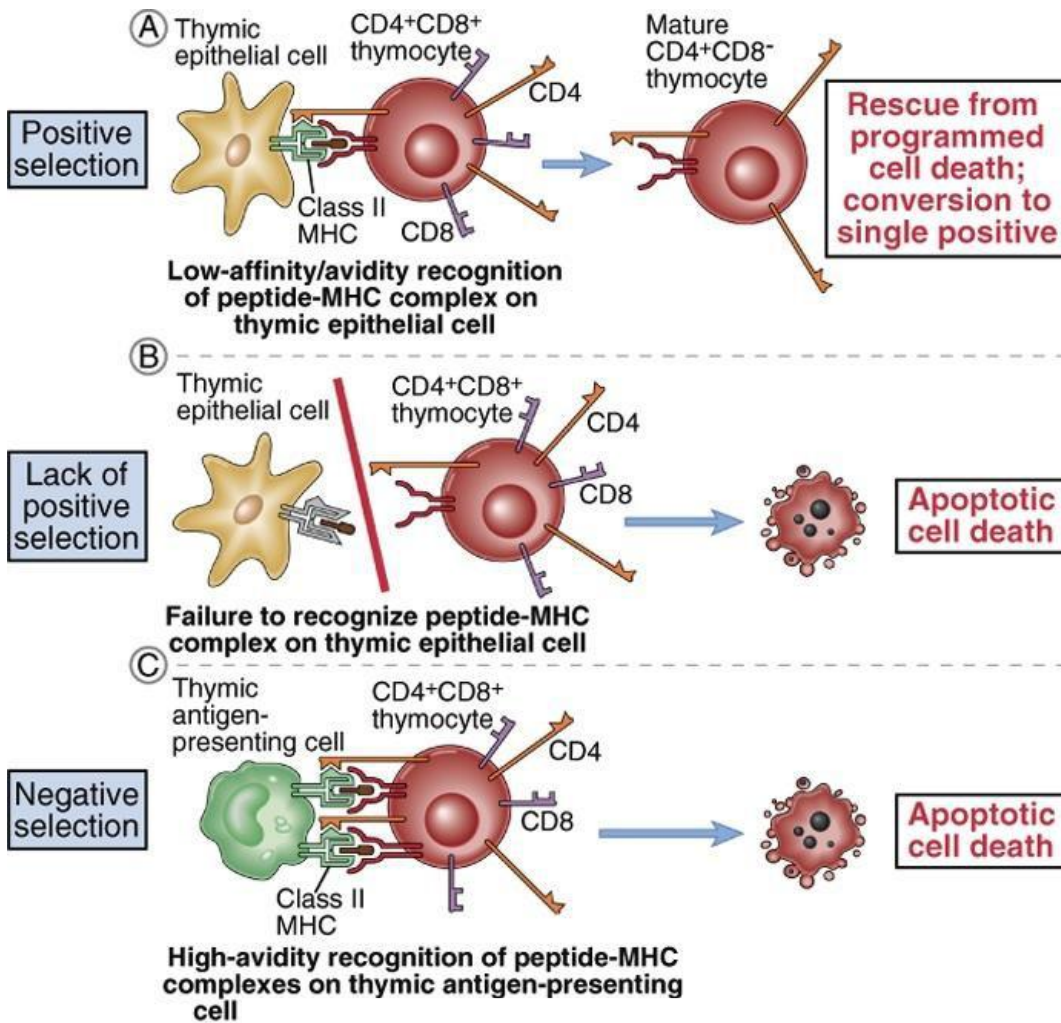 A
Thymic
epithelial cell
CD4+CD8+
thymocyte
CD4
Mature
CD4+CD8-
thymocyte
Positive
selection
Class II
MHC
CD8
Rescue from
programmed
cell death;
conversion to
single positive
Low-affinity/avidity recognition
of peptide-MHC complex on
thymic epithelial cell
B
Thymic
epithelial cell
CD4+CD8+
thymocyte
CD4
CD8
Lack of
positive
selection
Apoptotic
cell death
Failure to recognize peptide-MHC
complex on thymic epithelial cell
C
Thymic
antigen-
presenting cell
CD4+CD8+
thymocyte
CD4
CD8
Negative
selection
Class II
MHC
Apoptotic
cell death
High-avidity recognition of peptide-MHC
complexes on thymic antigen-presenting
cell